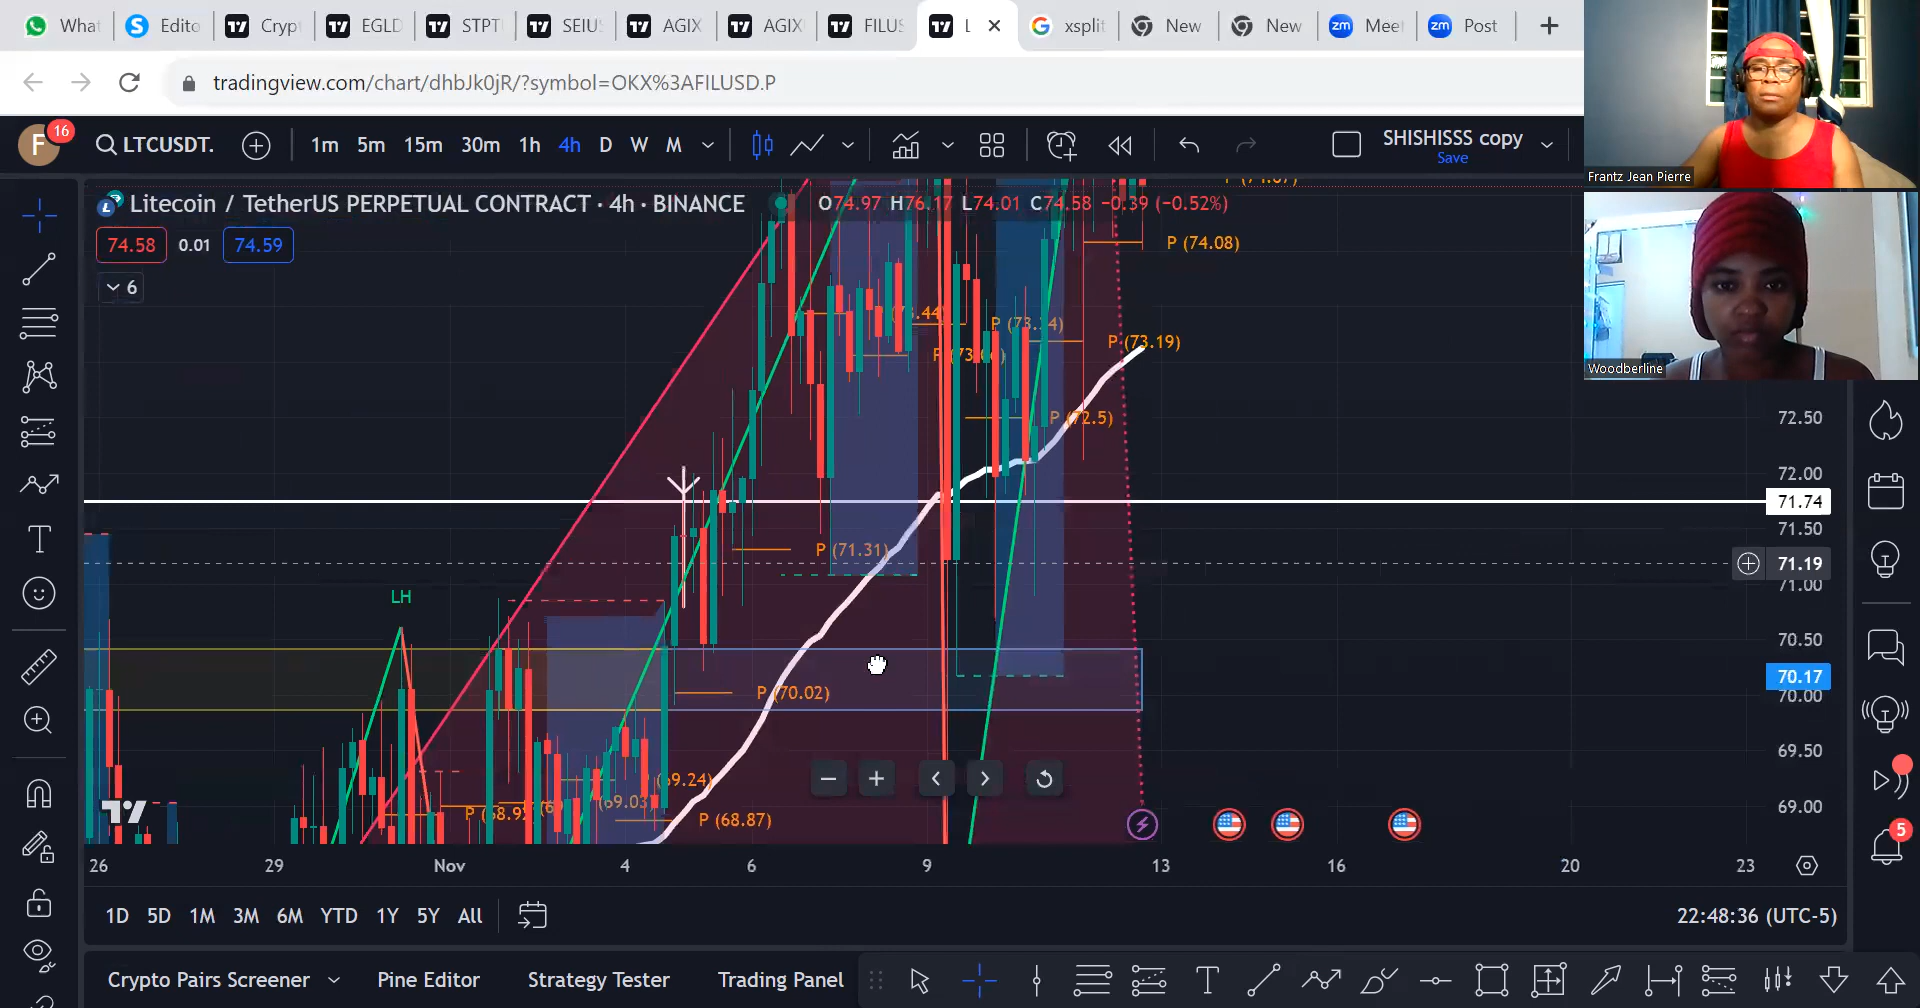 What
Edito
Crypt
EGLD
STPT
SEIUS
AGIX
AGIX
FILUS
L
xspli
New
New
zm Mee
zm Post
tradingview.com/chart/dhbJk0jR/?symbol=OKX%3AFILUSD.P
Frantz Jean Pierre
Woodberline
F 16
LTCUSDT.
1m 5m 15m 30m 1h 4h D W M
SHISHISSS copy
Save
Litecoin / TetherUS PERPETUAL CONTRACT · 4h · BINANCE
O74.97 H76.17 L74.01 C74.58 −0.39 (−0.52%)
74.58 0.01 74.59
6
P (74.08)
P (73.19)
P (72.5)
P (71.31)
LH
P (70.02)
P (68.87)
72.50
72.00
71.74
71.50
71.19
71.00
70.50
70.17
70.00
69.50
69.00
26 29 Nov 4 6 9 13 16 20 23
1D 5D 1M 3M 6M YTD 1Y 5Y All
22:48:36 (UTC-5)
Crypto Pairs Screener Pine Editor Strategy Tester Trading Panel
5